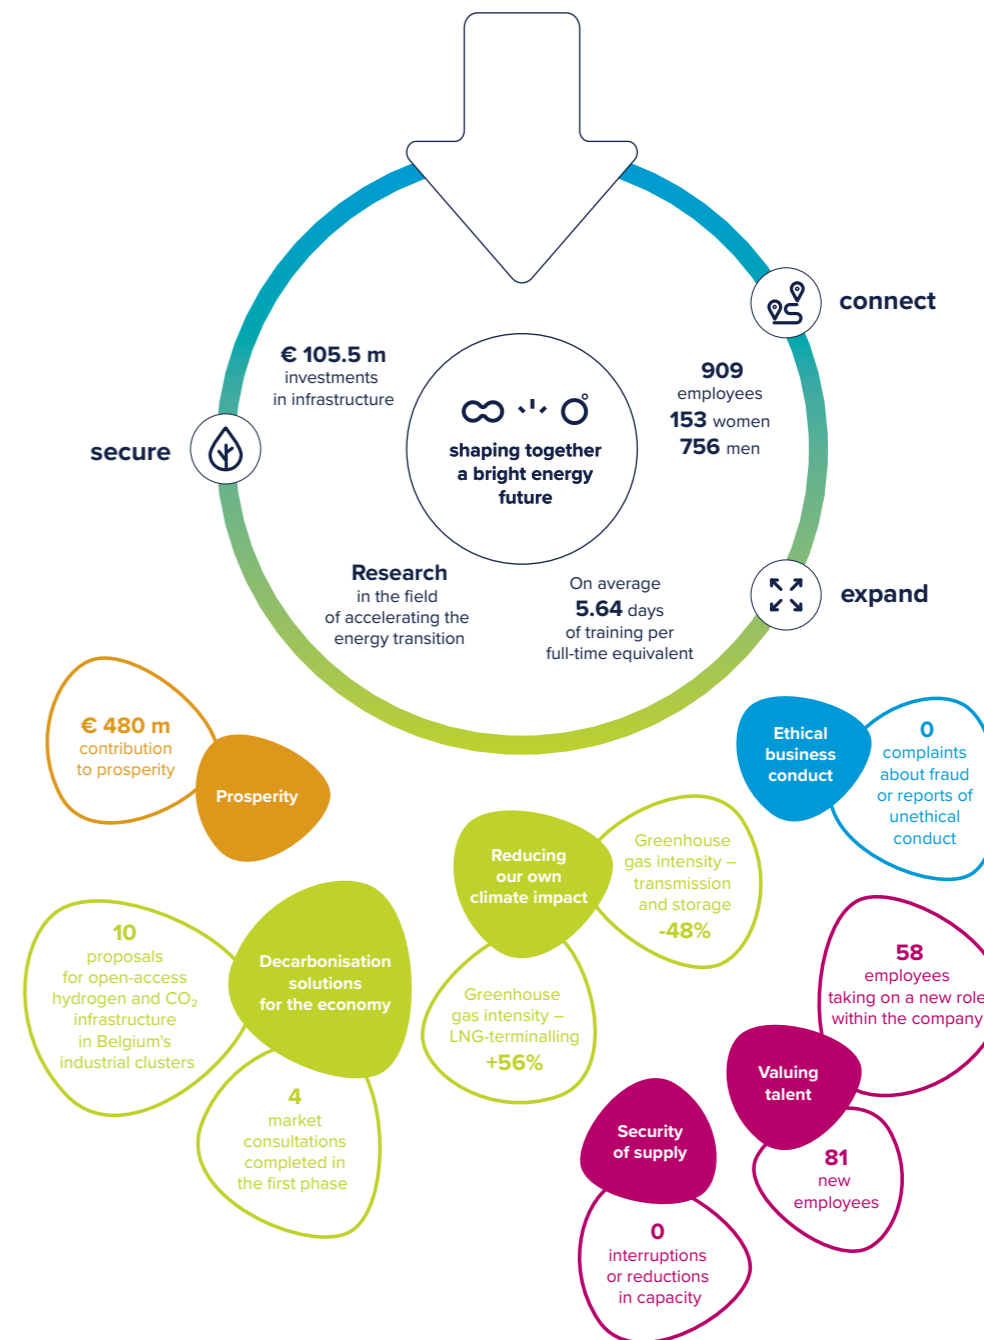 connect
€ 105.5 m
investments
in infrastructure
909
employees
153 women
756 men
secure
shaping together
a bright energy
future
expand
Research
in the field
of accelerating the
energy transition
On average
5.64 days
of training per
full-time equivalent
€ 480 m
contribution
to prosperity
Prosperity
Ethical
business
conduct
0
complaints
about fraud
or reports of
unethical
conduct
Reducing
our own
climate impact
Greenhouse
gas intensity –
transmission
and storage
-48%
Greenhouse
gas intensity –
LNG-terminalling
+56%
10
proposals
for open-access
hydrogen and CO₂
infrastructure
in Belgium's
industrial clusters
Decarbonisation
solutions
for the economy
4
market
consultations
completed in
the first phase
58
employees
taking on a new role
within the company
Valuing
talent
81
new
employees
Security
of supply
0
interruptions
or reductions
in capacity